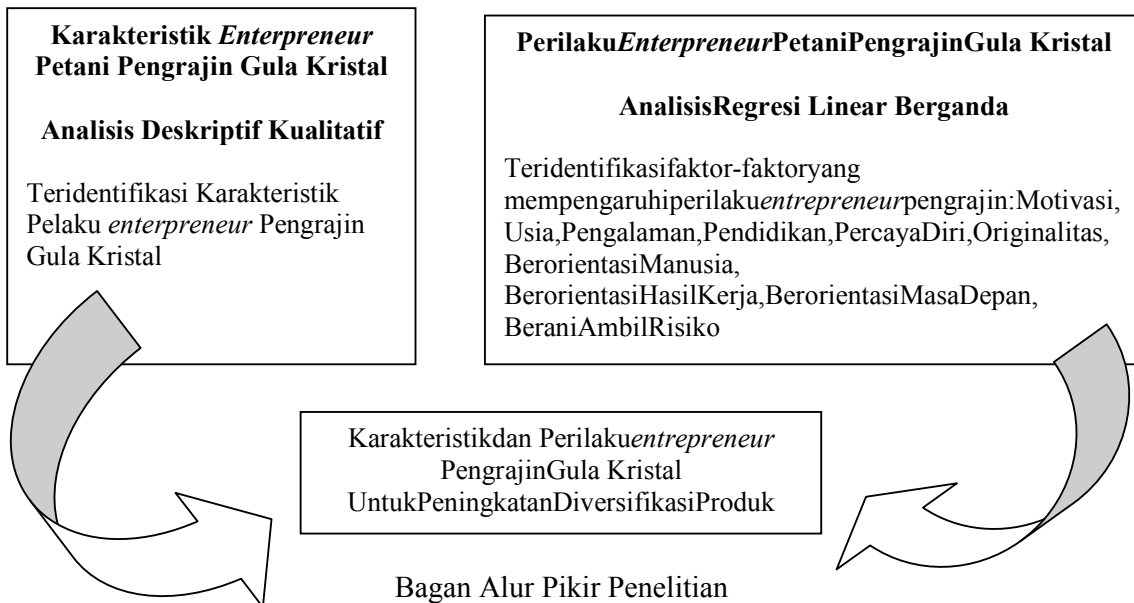 Karakteristik Enterpreneur
Petani Pengrajin Gula Kristal
Analisis Deskriptif Kualitatif
Teridentifikasi Karakteristik
Pelaku enterpreneur Pengrajin
Gula Kristal
PerilakuEnterpreneurPetaniPengrajinGula Kristal
AnalisisRegresi Linear Berganda
Teridentifikasifaktor-faktoryang
mempengaruhiperilakuentrepreneurpengrajin:Motivasi,
Usia,Pengalaman,Pendidikan,PercayaDiri,Originalitas,
BerorientasiManusia,
BerorientasiHasilKerja,BerorientasiMasaDepan,
BeraniAmbilRisiko
Karakteristikdan Perilakuentrepreneur
PengrajinGula Kristal
UntukPeningkatanDiversifikasiProduk
Bagan Alur Pikir Penelitian